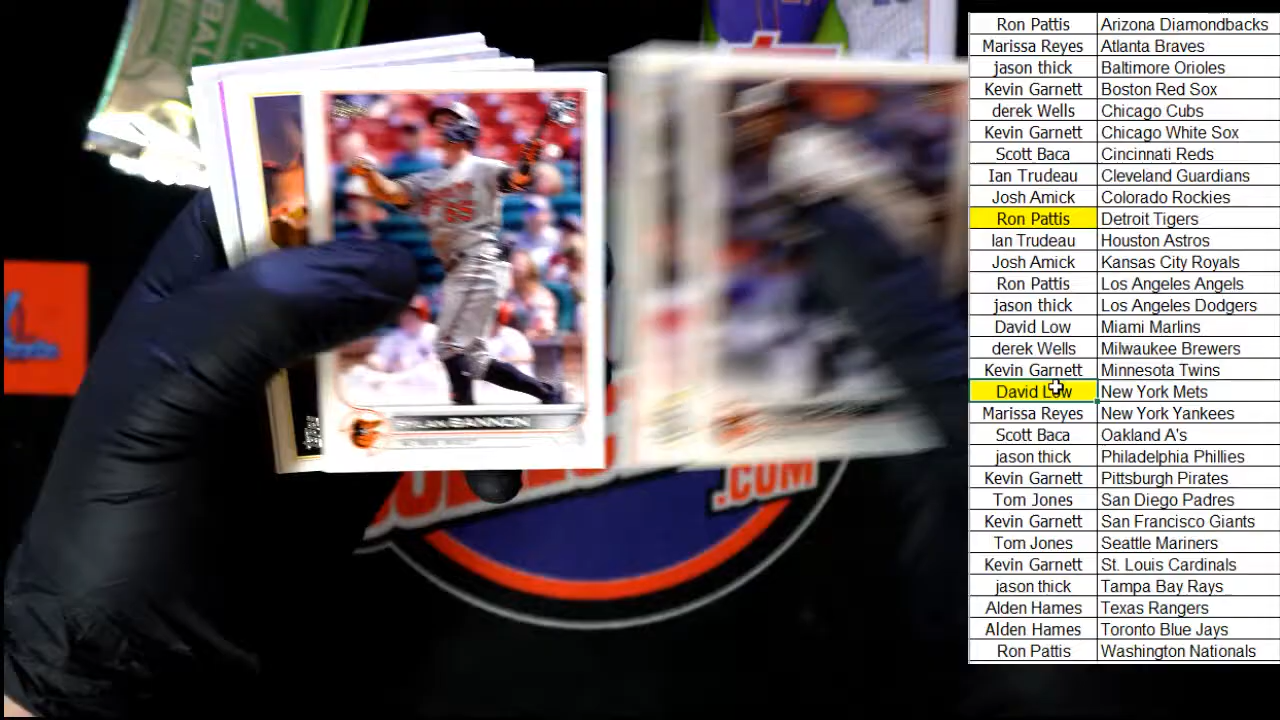 Ron Pattis Arizona Diamondbacks
Marissa Reyes Atlanta Braves
jason thick Baltimore Orioles
Kevin Garnett Boston Red Sox
derek Wells Chicago Cubs
Kevin Garnett Chicago White Sox
Scott Baca Cincinnati Reds
Ian Trudeau Cleveland Guardians
Josh Amick Colorado Rockies
Ron Pattis Detroit Tigers
Ian Trudeau Houston Astros
Josh Amick Kansas City Royals
Ron Pattis Los Angeles Angels
jason thick Los Angeles Dodgers
David Low Miami Marlins
derek Wells Milwaukee Brewers
Kevin Garnett Minnesota Twins
David Low New York Mets
Marissa Reyes New York Yankees
Scott Baca Oakland A's
jason thick Philadelphia Phillies
Kevin Garnett Pittsburgh Pirates
Tom Jones San Diego Padres
Kevin Garnett San Francisco Giants
Tom Jones Seattle Mariners
Kevin Garnett St. Louis Cardinals
jason thick Tampa Bay Rays
Alden Hames Texas Rangers
Alden Hames Toronto Blue Jays
Ron Pattis Washington Nationals
BANNON
.COM